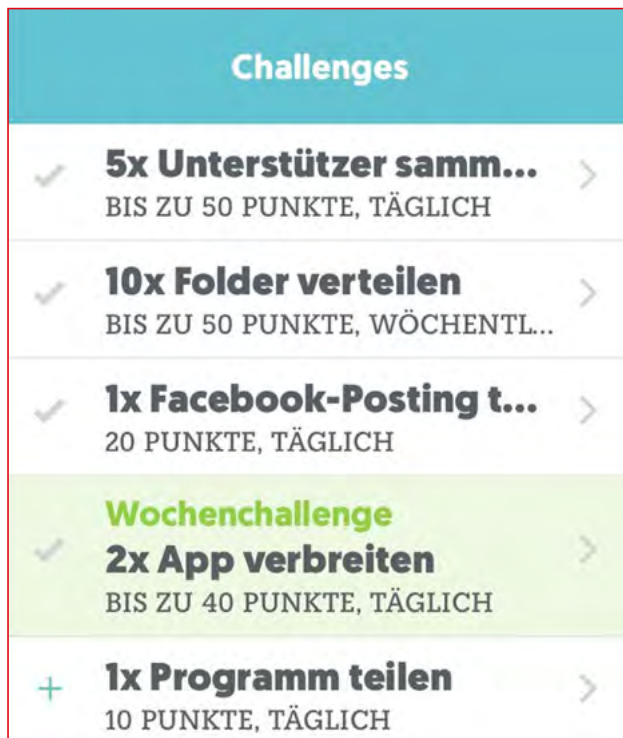 Challenges
5x Unterstützer samm...
BIS ZU 50 PUNKTE, TÄGLICH
10x Folder verteilen
BIS ZU 50 PUNKTE, WÖCHENTL...
1x Facebook-Posting t...
20 PUNKTE, TÄGLICH
Wochenchallenge
2x App verbreiten
BIS ZU 40 PUNKTE, TÄGLICH
1x Programm teilen
10 PUNKTE, TÄGLICH